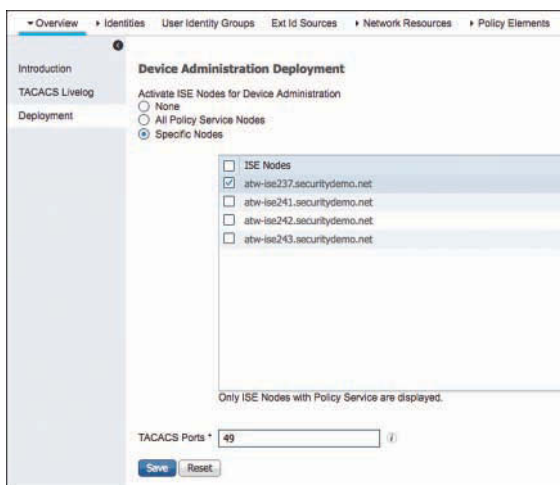 Overview Identities User Identity Groups Ext Id Sources Network Resources Policy Elements
Introduction
TACACS Livelog
Deployment
Device Administration Deployment
Activate ISE Nodes for Device Administration
None
All Policy Service Nodes
Specific Nodes
ISE Nodes
atw-ise237.securitydemo.net
atw-ise241.securitydemo.net
atw-ise242.securitydemo.net
atw-ise243.securitydemo.net
Only ISE Nodes with Policy Service are displayed.
TACACS Ports * 49 i
Save Reset